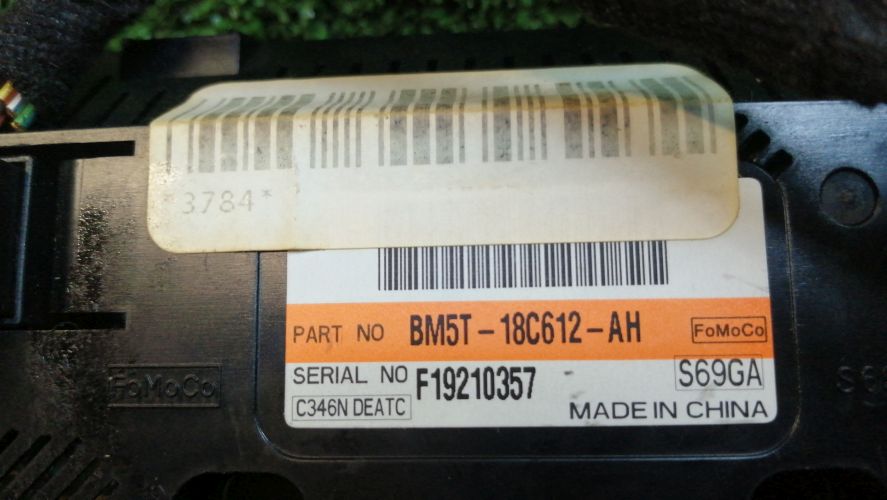 *3784*
PART NO BM5T-18C612-AH FoMoCo
SERIAL NO F19210357 S69GA
C346N DEATC MADE IN CHINA
FoMoCo